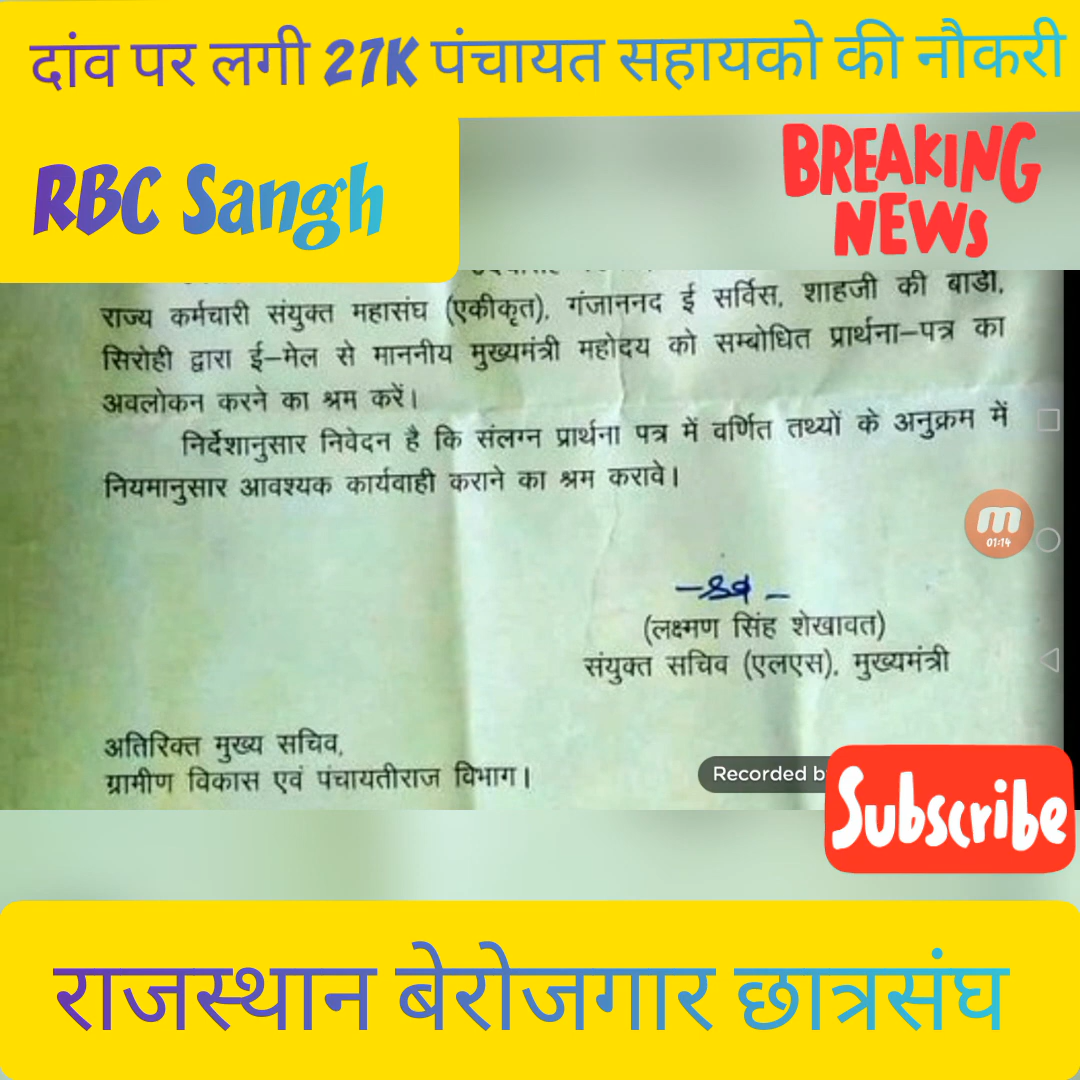 दांव पर लगी 27K पंचायत सहायको की नौकरी
RBC Sangh
BREAKING
NEWS
राज्य कर्मचारी संयुक्त महासंघ (एकीकृत), गंजाननद ई सर्विस, शाहजी की बाडी,
सिरोही द्वारा ई–मेल से माननीय मुख्यमंत्री महोदय को सम्बोधित प्रार्थना–पत्र का
अवलोकन करने का श्रम करें।
निर्देशानुसार निवेदन है कि संलग्न प्रार्थना पत्र में वर्णित तथ्यों के अनुक्रम में
नियमानुसार आवश्यक कार्यवाही कराने का श्रम करावे।
01:14
(लक्ष्मण सिंह शेखावत)
संयुक्त सचिव (एलएस), मुख्यमंत्री
अतिरिक्त मुख्य सचिव,
ग्रामीण विकास एवं पंचायतीराज विभाग।
Recorded b
Subscribe
राजस्थान बेरोजगार छात्रसंघ